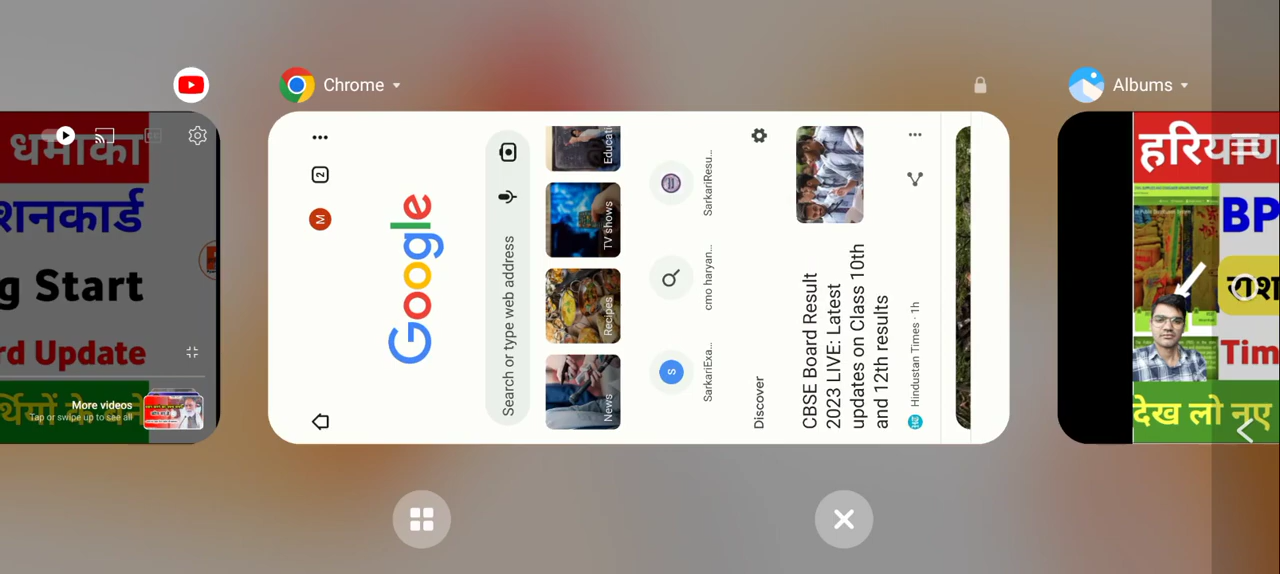 Chrome
Albums
धमाका
शनकार्ड
g Start
rd Update
More videos
Tap or swipe up to see all
2
M
Google
Search or type web address
News
Recipes
TV shows
Educati
S
SarkariExa...
cmo haryan...
SarkariResu...
Discover
CBSE Board Result
2023 LIVE: Latest
updates on Class 10th
and 12th results
Hindustan Times · 1h
हरियाण
BP
राश
Tim
देख लो नए